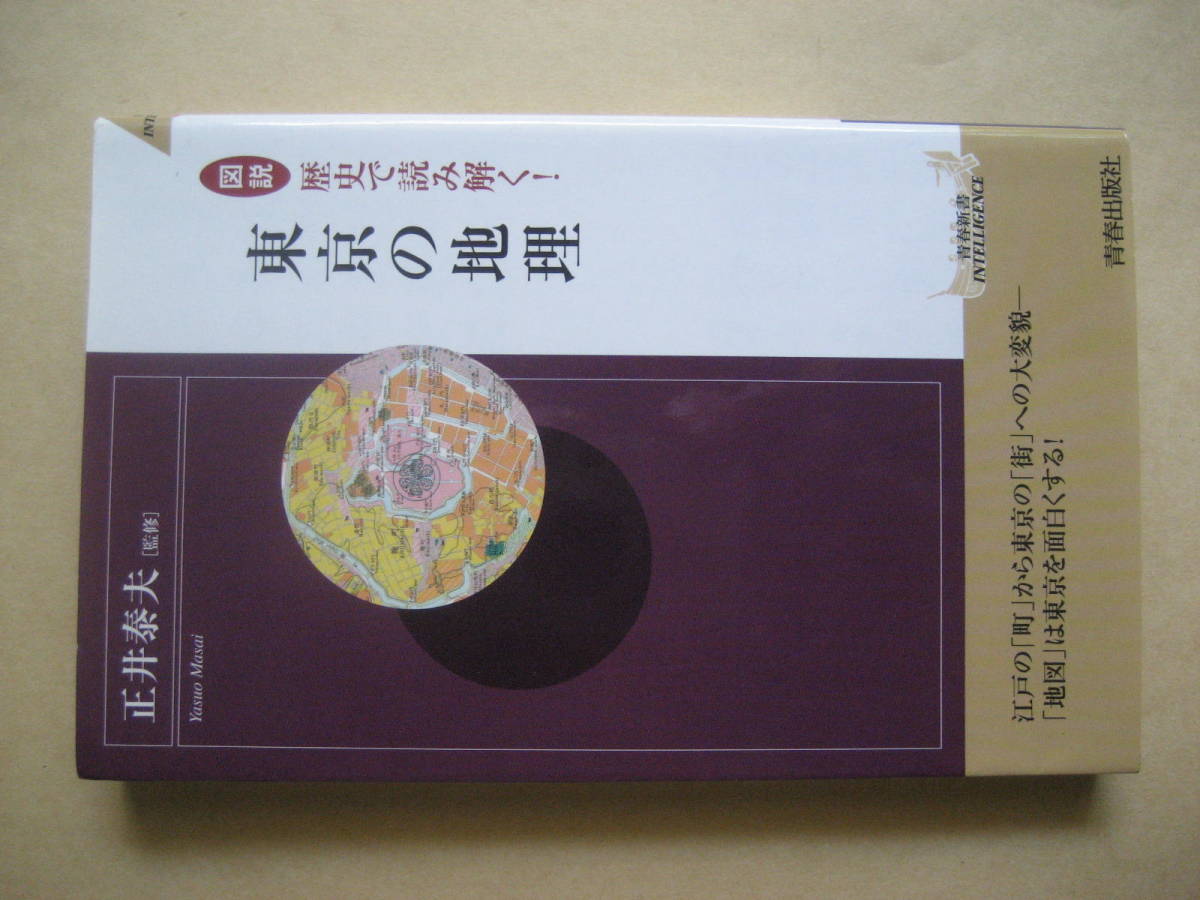 図説
歴史で読み解く!
東京の地理
正井泰夫[監修]
Yasuo Masai
青春新書
INTELLIGENCE
江戸の「町」から東京の「街」への大変貌―
「地図」は東京を面白くする!
青春出版社